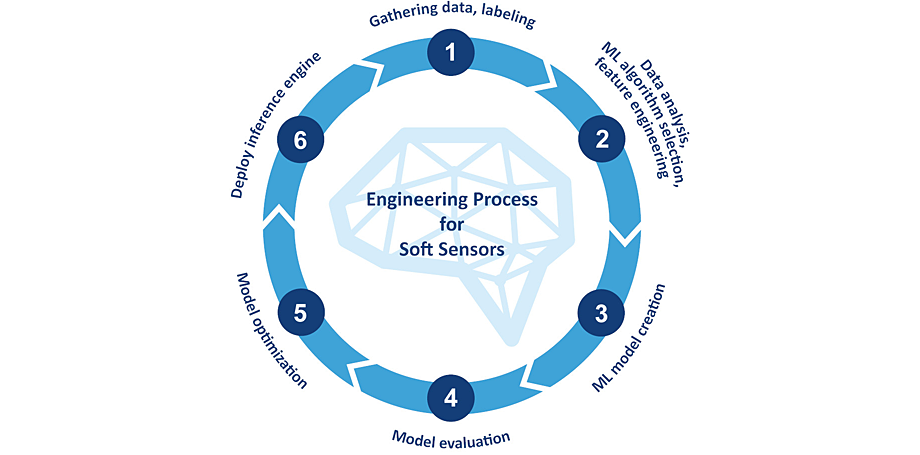 Gathering data, labeling
1
Data analysis,
ML algorithm selection,
feature engineering
2
ML model creation
3
Model evaluation
4
Model optimization
5
Deploy inference engine
6
Engineering Process
for
Soft Sensors